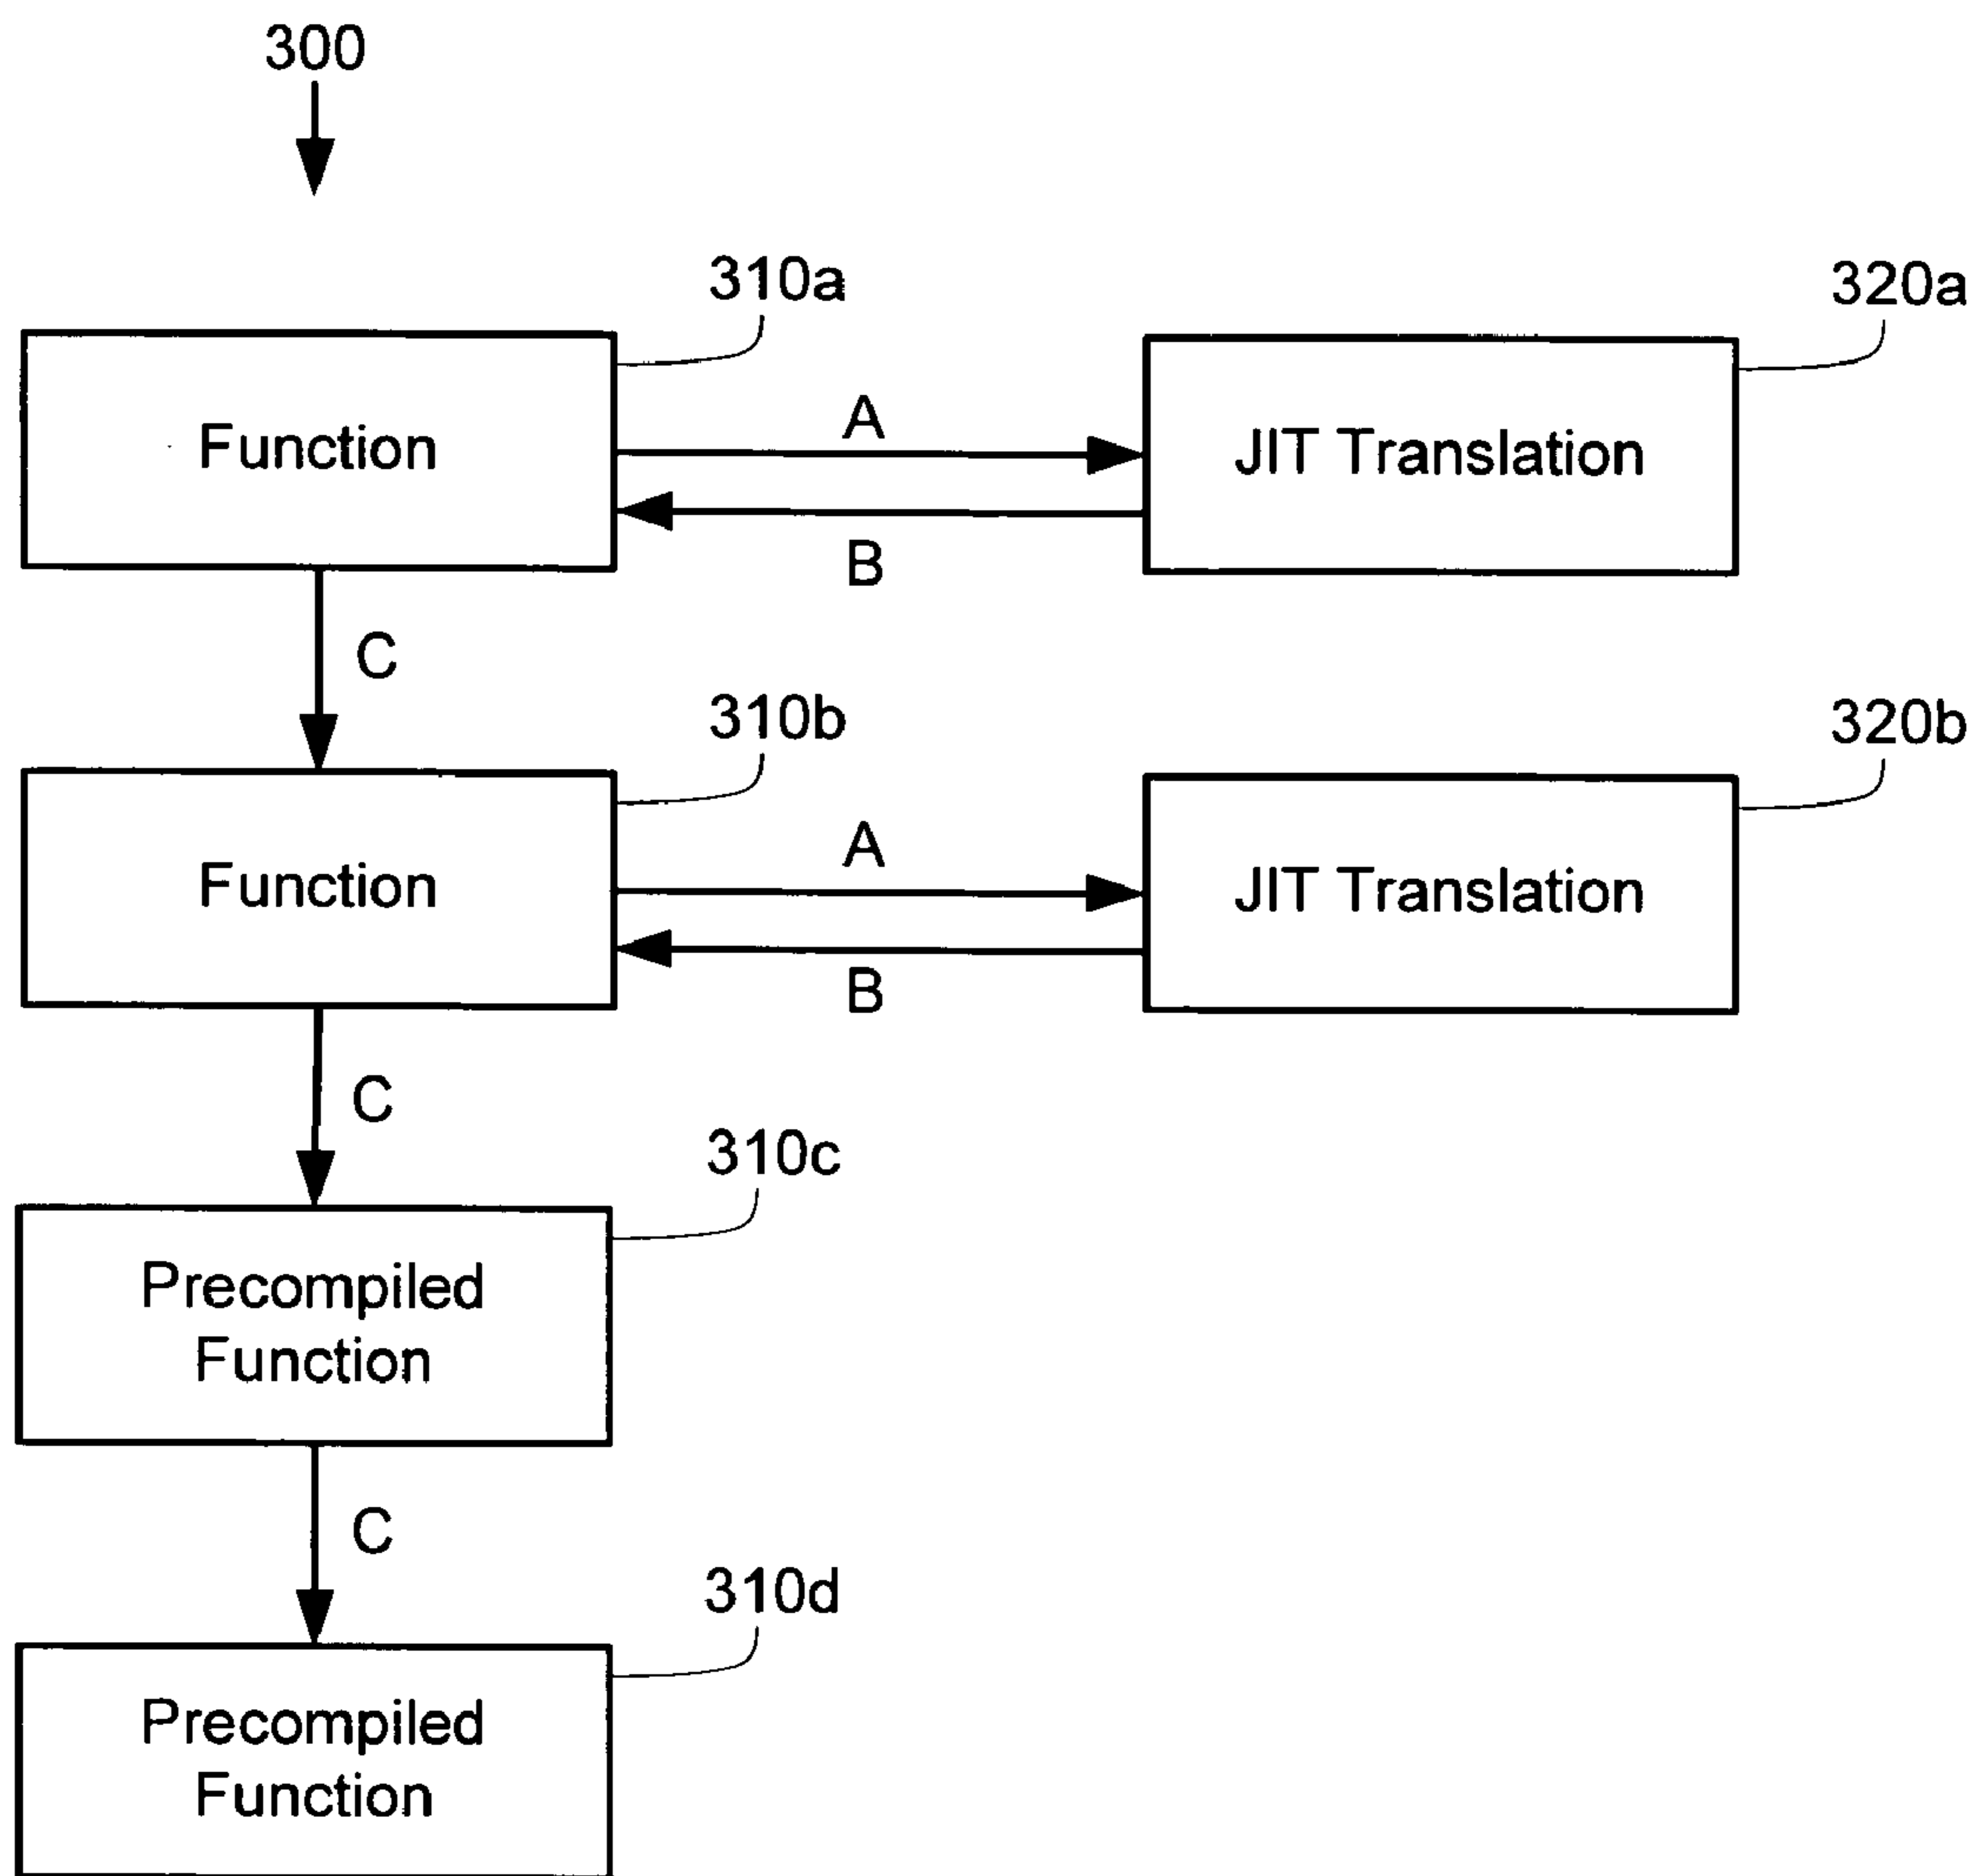 300
310a
320a
Function
A
JIT Translation
B
C
310b
320b
Function
A
JIT Translation
B
C
310c
Precompiled
Function
C
310d
Precompiled
Function